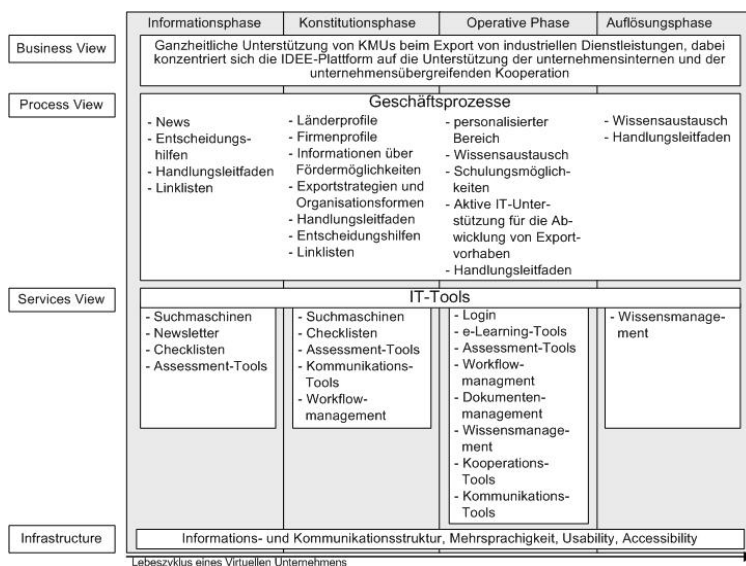 Informationsphase
Konstitutionsphase
Operative Phase
Auflösungsphase
Business View
Ganzheitliche Unterstützung von KMUs beim Export von industriellen Dienstleistungen, dabei
konzentriert sich die IDEE-Plattform auf die Unterstützung der unternehmensinternen und der
unternehmensübergreifenden Kooperation
Process View
Geschäftsprozesse
- News
- Entscheidungs-
hilfen
- Handlungsleitfaden
- Linklisten
- Länderprofile
- Firmenprofile
- Informationen über
Fördermöglichkeiten
- Exportstrategien und
Organisationsformen
- Handlungsleitfaden
- Entscheidungshilfen
- Linklisten
- personalisierter
Bereich
- Wissensaustausch
- Schulungsmöglich-
keiten
- Aktive IT-Unter-
stützung für die Ab-
wicklung von Export-
vorhaben
- Handlungsleitfaden
- Wissensaustausch
- Handlungsleitfaden
Services View
IT-Tools
- Suchmaschinen
- Newsletter
- Checklisten
- Assessment-Tools
- Suchmaschinen
- Checklisten
- Assessment-Tools
- Kommunikations-
Tools
- Workflow-
management
- Login
- e-Learning-Tools
- Assessment-Tools
- Workflow-
managment
- Dokumenten-
management
- Wissensmanage-
ment
- Kooperations-
Tools
- Kommunikations-
Tools
- Wissensmanage-
ment
Infrastructure
Informations- und Kommunikationsstruktur, Mehrsprachigkeit, Usability, Accessibility
Lebeszyklus eines Virtuellen Unternehmens